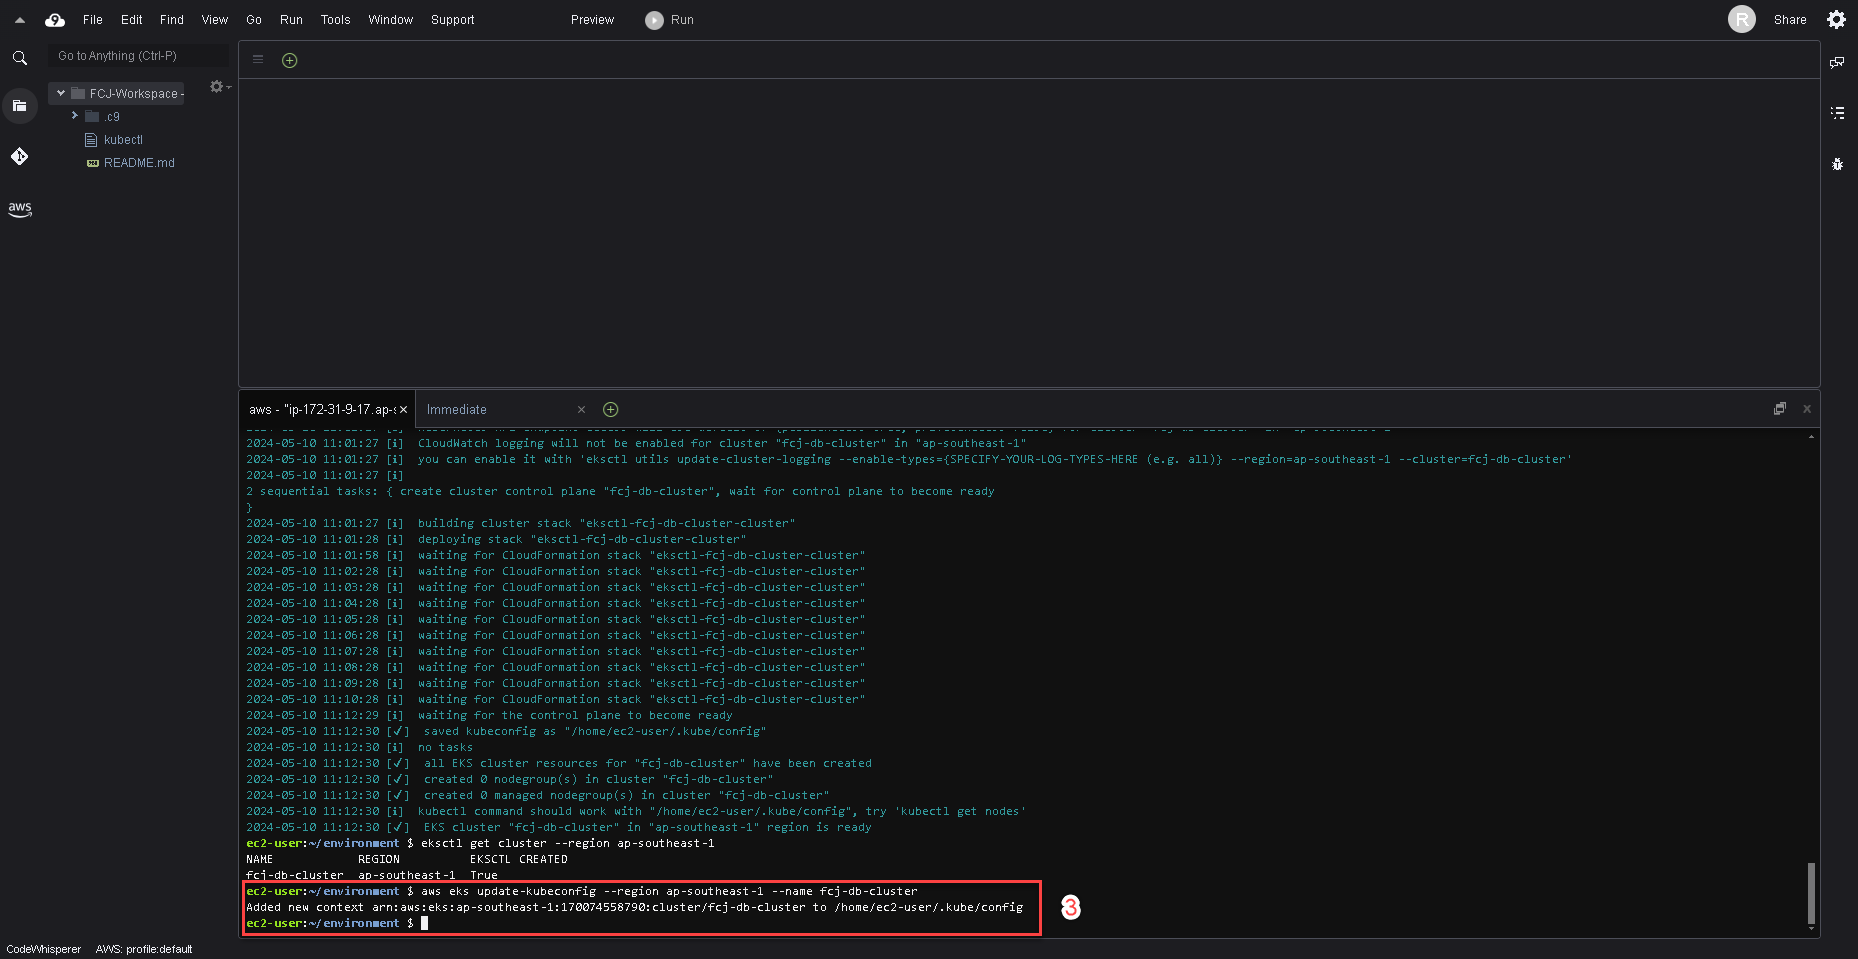 File Edit Find View Go Run Tools Window Support Preview Run R Share
Go to Anything (Ctrl-P)
FCJ-Workspace -
.c9
kubectl
README.md
aws
aws - "ip-172-31-9-17.ap-s Immediate
2024-05-10 11:01:27 [ℹ]  CloudWatch logging will not be enabled for cluster "fcj-db-cluster" in "ap-southeast-1"
2024-05-10 11:01:27 [ℹ]  you can enable it with 'eksctl utils update-cluster-logging --enable-types={SPECIFY-YOUR-LOG-TYPES-HERE (e.g. all)} --region=ap-southeast-1 --cluster=fcj-db-cluster'
2024-05-10 11:01:27 [ℹ]
2 sequential tasks: { create cluster control plane "fcj-db-cluster", wait for control plane to become ready
}
2024-05-10 11:01:27 [ℹ]  building cluster stack "eksctl-fcj-db-cluster-cluster"
2024-05-10 11:01:28 [ℹ]  deploying stack "eksctl-fcj-db-cluster-cluster"
2024-05-10 11:01:58 [ℹ]  waiting for CloudFormation stack "eksctl-fcj-db-cluster-cluster"
2024-05-10 11:02:28 [ℹ]  waiting for CloudFormation stack "eksctl-fcj-db-cluster-cluster"
2024-05-10 11:03:28 [ℹ]  waiting for CloudFormation stack "eksctl-fcj-db-cluster-cluster"
2024-05-10 11:04:28 [ℹ]  waiting for CloudFormation stack "eksctl-fcj-db-cluster-cluster"
2024-05-10 11:05:28 [ℹ]  waiting for CloudFormation stack "eksctl-fcj-db-cluster-cluster"
2024-05-10 11:06:28 [ℹ]  waiting for CloudFormation stack "eksctl-fcj-db-cluster-cluster"
2024-05-10 11:07:28 [ℹ]  waiting for CloudFormation stack "eksctl-fcj-db-cluster-cluster"
2024-05-10 11:08:28 [ℹ]  waiting for CloudFormation stack "eksctl-fcj-db-cluster-cluster"
2024-05-10 11:09:28 [ℹ]  waiting for CloudFormation stack "eksctl-fcj-db-cluster-cluster"
2024-05-10 11:10:28 [ℹ]  waiting for CloudFormation stack "eksctl-fcj-db-cluster-cluster"
2024-05-10 11:12:29 [ℹ]  waiting for the control plane to become ready
2024-05-10 11:12:30 [✔]  saved kubeconfig as "/home/ec2-user/.kube/config"
2024-05-10 11:12:30 [ℹ]  no tasks
2024-05-10 11:12:30 [✔]  all EKS cluster resources for "fcj-db-cluster" have been created
2024-05-10 11:12:30 [✔]  created 0 nodegroup(s) in cluster "fcj-db-cluster"
2024-05-10 11:12:30 [✔]  created 0 managed nodegroup(s) in cluster "fcj-db-cluster"
2024-05-10 11:12:30 [ℹ]  kubectl command should work with "/home/ec2-user/.kube/config", try 'kubectl get nodes'
2024-05-10 11:12:30 [✔]  EKS cluster "fcj-db-cluster" in "ap-southeast-1" region is ready
ec2-user:~/environment $ eksctl get cluster --region ap-southeast-1
NAME REGION EKSCTL CREATED
fcj-db-cluster ap-southeast-1 True
ec2-user:~/environment $ aws eks update-kubeconfig --region ap-southeast-1 --name fcj-db-cluster
Added new context arn:aws:eks:ap-southeast-1:170074558790:cluster/fcj-db-cluster to /home/ec2-user/.kube/config
3
ec2-user:~/environment $
CodeWhisperer AWS: profile:default